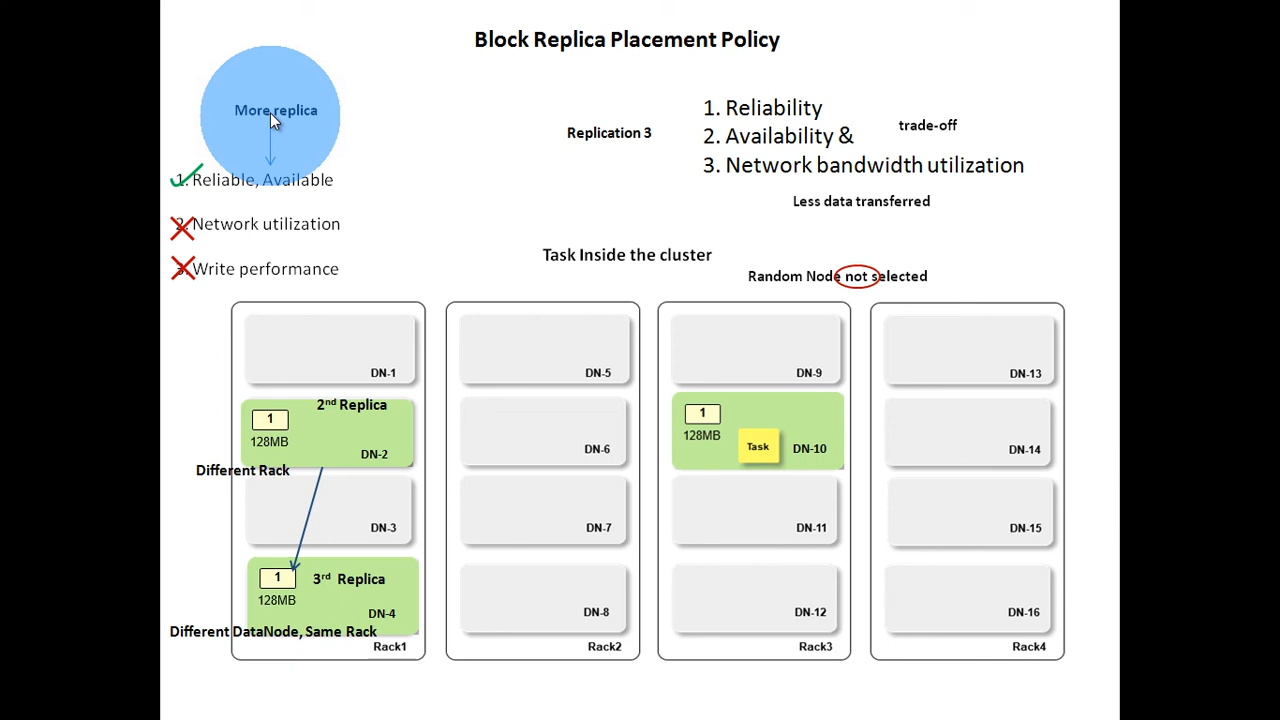 Block Replica Placement Policy
More replica
1. Reliable, Available
2. Network utilization
3. Write performance
Replication 3
1. Reliability
2. Availability &
3. Network bandwidth utilization
trade-off
Less data transferred
Task Inside the cluster
Random Node not selected
DN-1
2nd Replica
1
128MB
DN-2
Different Rack
DN-3
1
3rd Replica
128MB
DN-4
Different DataNode, Same Rack
Rack1
DN-5
DN-6
DN-7
DN-8
Rack2
DN-9
1
128MB
Task
DN-10
DN-11
DN-12
Rack3
DN-13
DN-14
DN-15
DN-16
Rack4